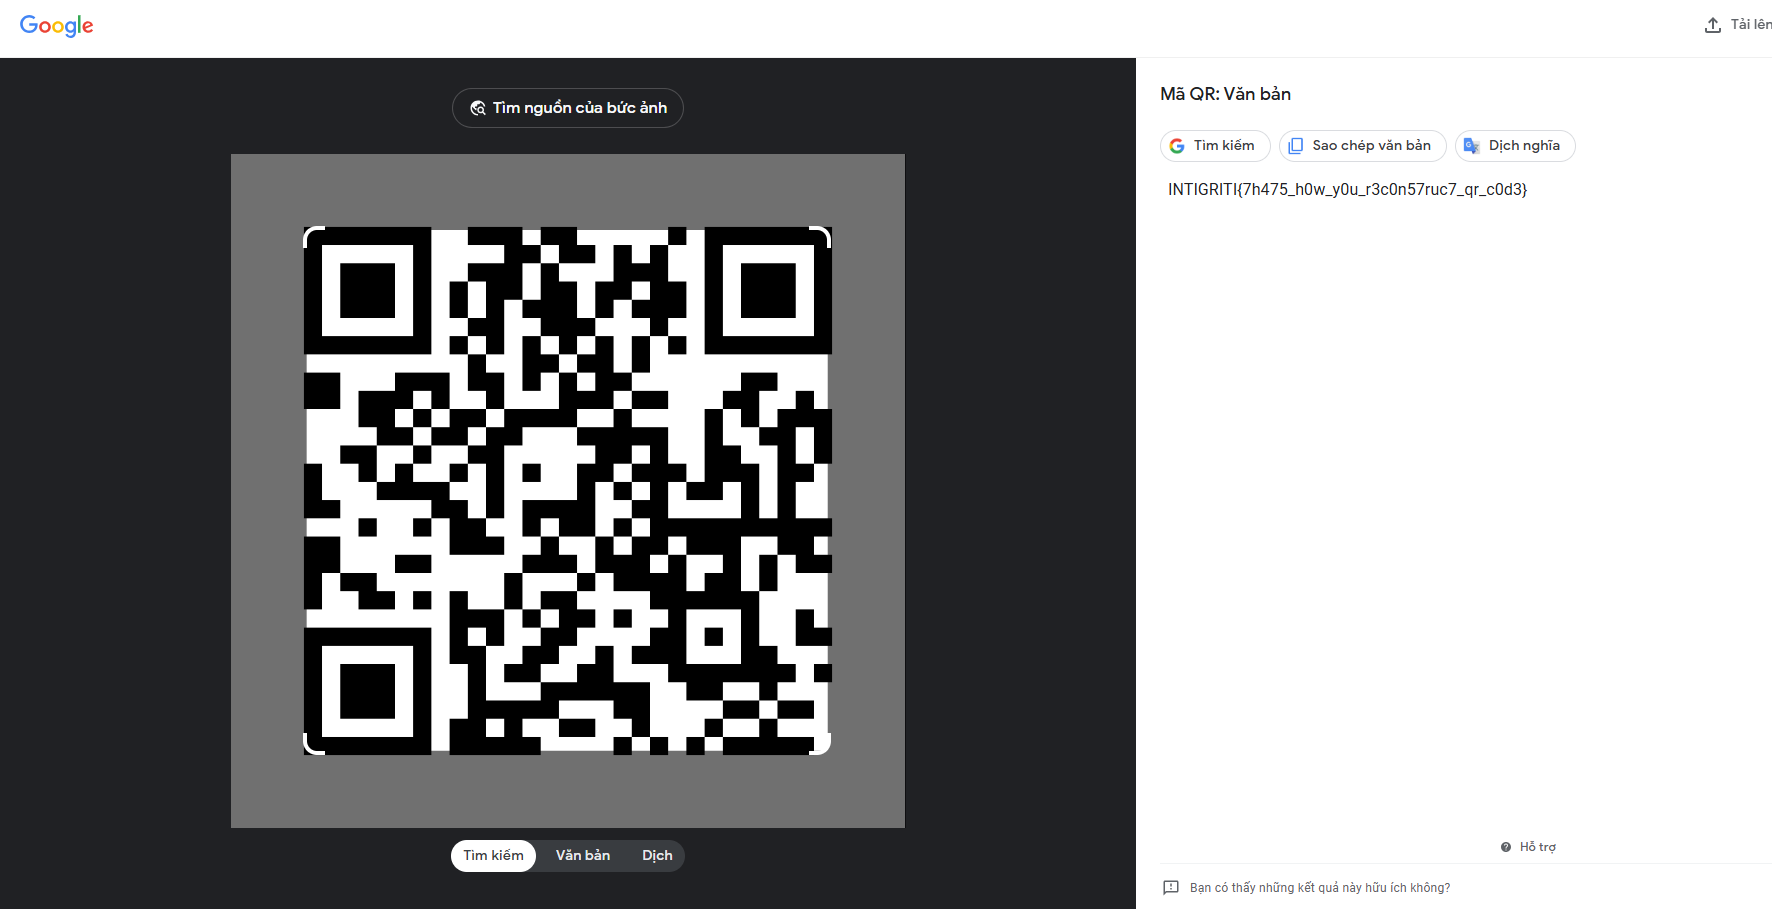 Google
Tải lên
Tìm nguồn của bức ảnh
Mã QR: Văn bản
Tìm kiếm
Sao chép văn bản
Dịch nghĩa
INTIGRITI{7h475_h0w_y0u_r3c0n57ruc7_qr_c0d3}
Tìm kiếm
Văn bản
Dịch
Hỗ trợ
Bạn có thấy những kết quả này hữu ích không?